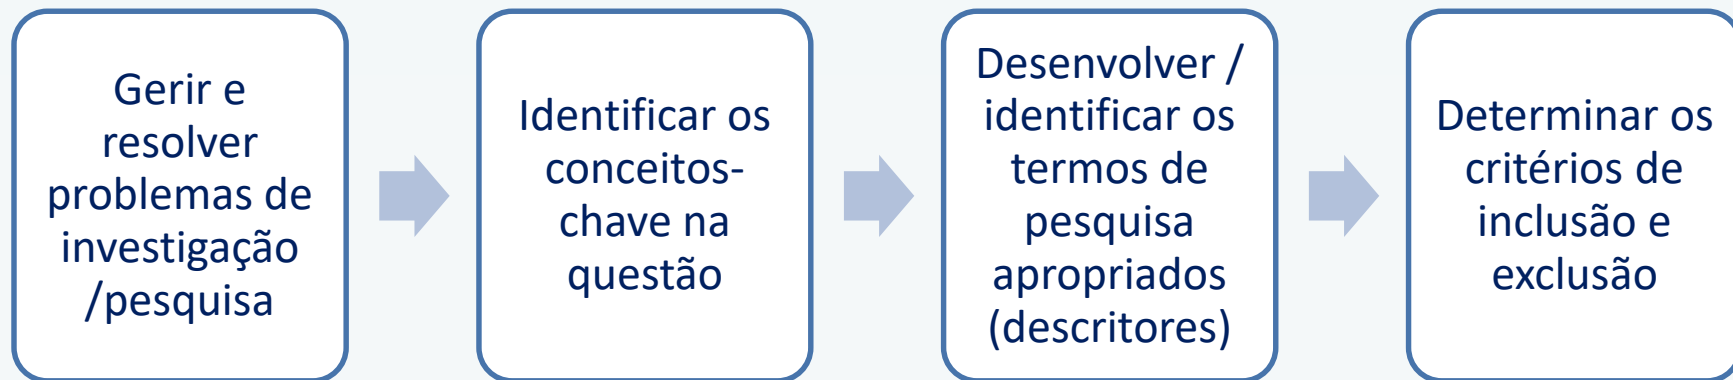 Gerir e
resolver
problemas de
investigação
/pesquisa
Identificar os
conceitos-
chave na
questão
Desenvolver /
identificar os
termos de
pesquisa
apropriados
(descritores)
Determinar os
critérios de
inclusão e
exclusão